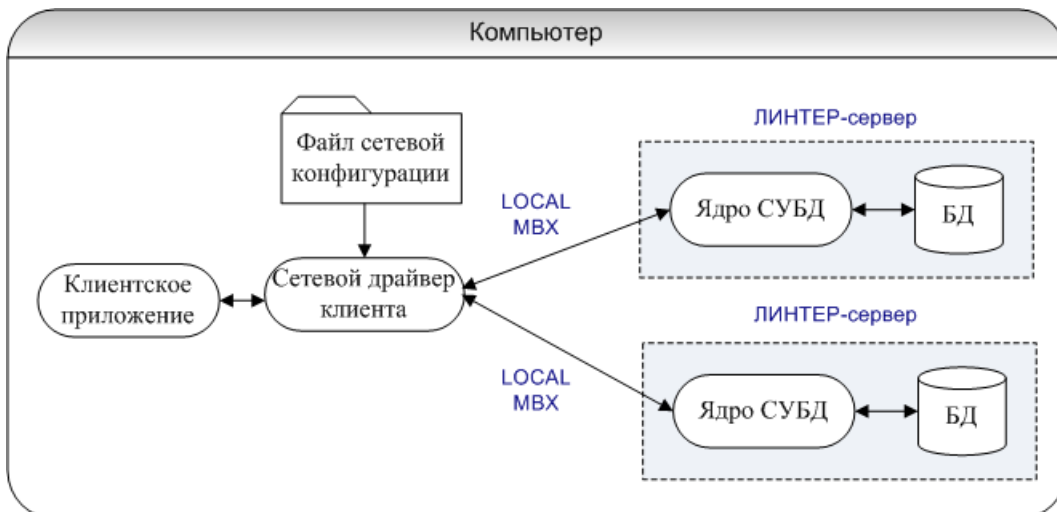 Компьютер
Файл сетевой
конфигурации
Клиентское
приложение
Сетевой драйвер
клиента
LOCAL
MBX
ЛИНТЕР-сервер
Ядро СУБД
БД
LOCAL
MBX
ЛИНТЕР-сервер
Ядро СУБД
БД